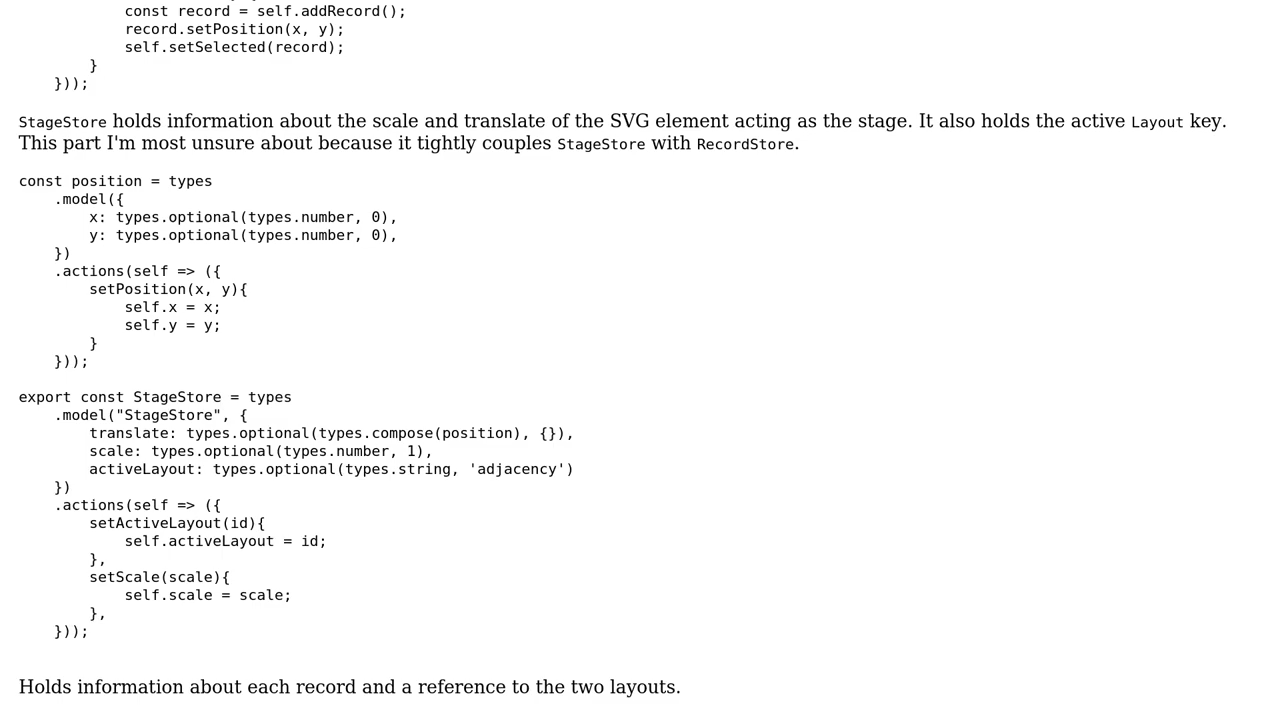 const record = self.addRecord();
record.setPosition(x, y);
self.setSelected(record);
}
}));
StageStore holds information about the scale and translate of the SVG element acting as the stage. It also holds the active Layout key.
This part I'm most unsure about because it tightly couples StageStore with RecordStore.
const position = types
.model({
x: types.optional(types.number, 0),
y: types.optional(types.number, 0),
})
.actions(self => ({
setPosition(x, y){
self.x = x;
self.y = y;
}
}));
export const StageStore = types
.model("StageStore", {
translate: types.optional(types.compose(position), {}),
scale: types.optional(types.number, 1),
activeLayout: types.optional(types.string, 'adjacency')
})
.actions(self => ({
setActiveLayout(id){
self.activeLayout = id;
},
setScale(scale){
self.scale = scale;
},
}));
Holds information about each record and a reference to the two layouts.